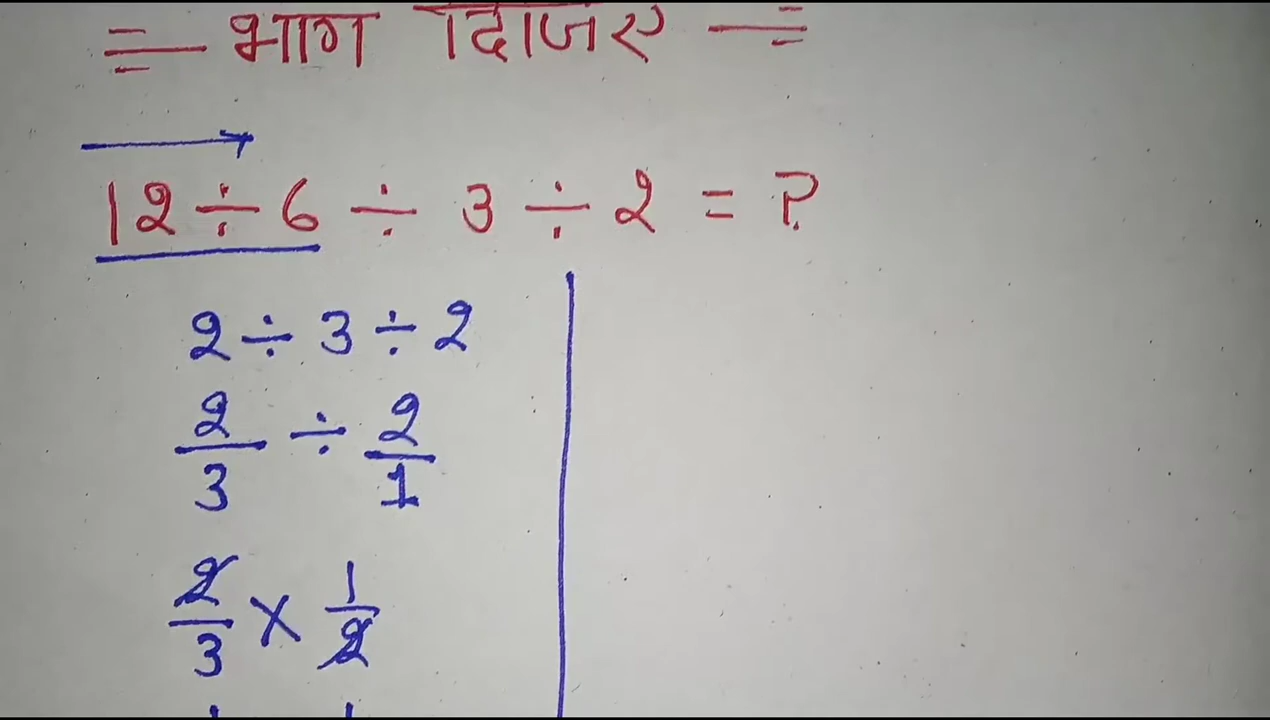 = भाग दिजिए =
12 ÷ 6 ÷ 3 ÷ 2 = ?
2 ÷ 3 ÷ 2
2/3 ÷ 2/1
2/3 × 1/2